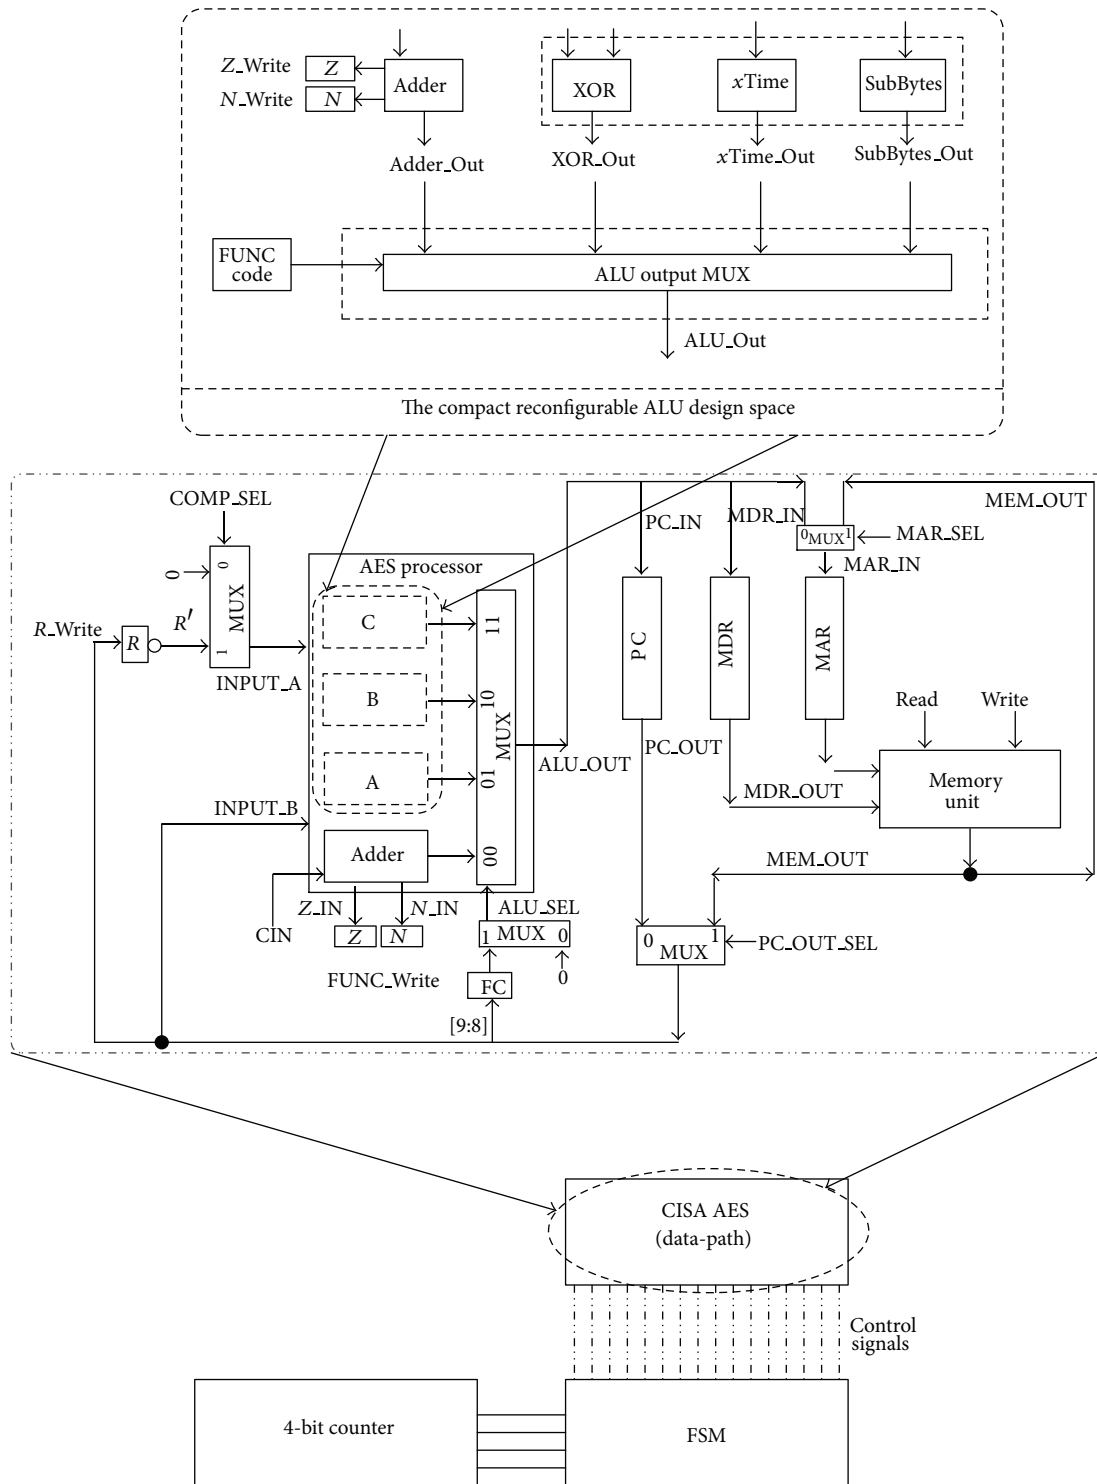 Z_Write
Z
N_Write
N
Adder
XOR
xTime
SubBytes
Adder_Out
XOR_Out
xTime_Out
SubBytes_Out
FUNC
code
ALU output MUX
ALU_Out
The compact reconfigurable ALU design space
COMP_SEL
0
0
MUX
1
R_Write
R
R′
INPUT_A
INPUT_B
AES processor
C
B
A
Adder
11
10
01
00
MUX
ALU_OUT
CIN
Z_IN
N_IN
Z
N
ALU_SEL
1
MUX
0
0
FUNC_Write
FC
[9:8]
PC_IN
MDR_IN
MEM_OUT
0
MUX
1
MAR_SEL
MAR_IN
PC
MDR
MAR
Read
Write
PC_OUT
MDR_OUT
Memory
unit
MEM_OUT
0
1
MUX
PC_OUT_SEL
CISA AES
(data-path)
Control
signals
4-bit counter
FSM